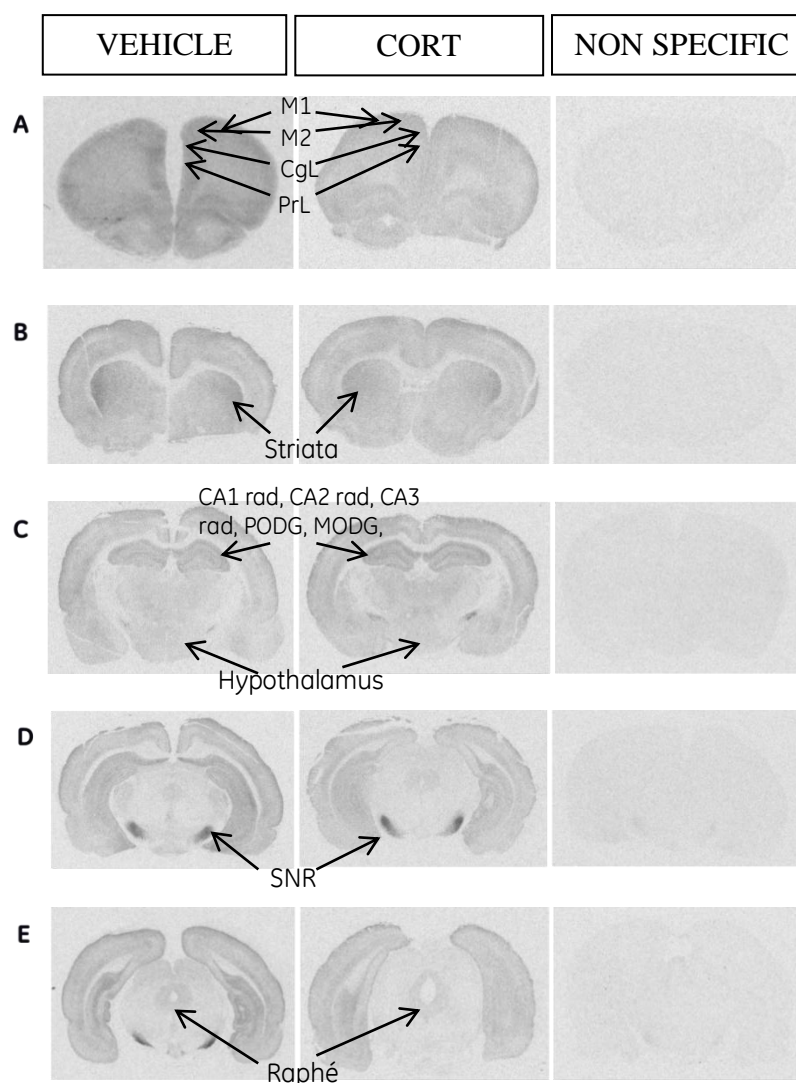 VEHICLE CORT NON SPECIFIC
A
M1
M2
CgL
PrL
B
Striata
CA1 rad, CA2 rad, CA3
rad, PODG, MODG,
C
Hypothalamus
D
SNR
E
Raphé